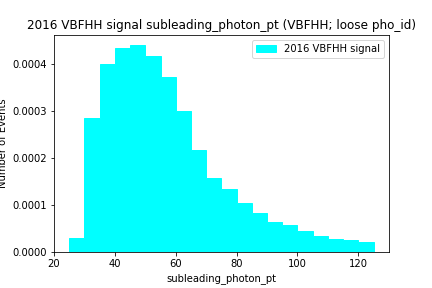 2016 VBFHH signal subleading_photon_pt (VBFHH; loose pho_id)
2016 VBFHH signal
0.0004
0.0003
0.0002
0.0001
0.0000
Number of Events
20 40 60 80 100 120
subleading_photon_pt